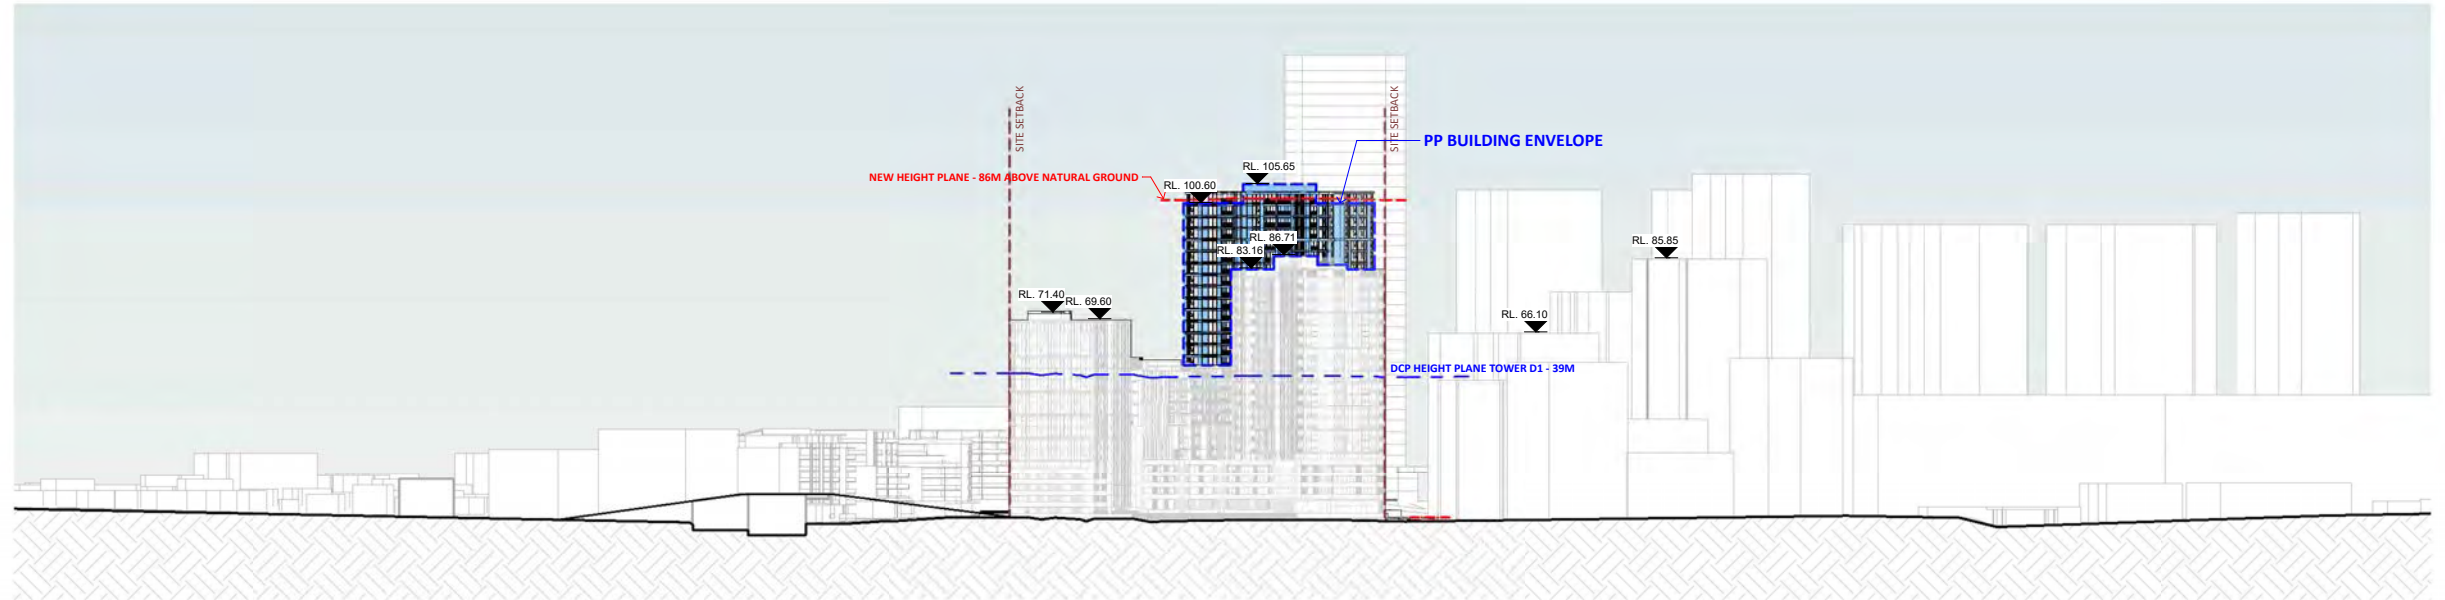 SITE SETBACK
SITE SETBACK
PP BUILDING ENVELOPE
RL. 105.65
NEW HEIGHT PLANE - 86M ABOVE NATURAL GROUND
RL. 100.60
RL. 86.71
RL. 83.16
RL. 85.85
RL. 71.40
RL. 69.60
RL. 66.10
DCP HEIGHT PLANE TOWER D1 - 39M